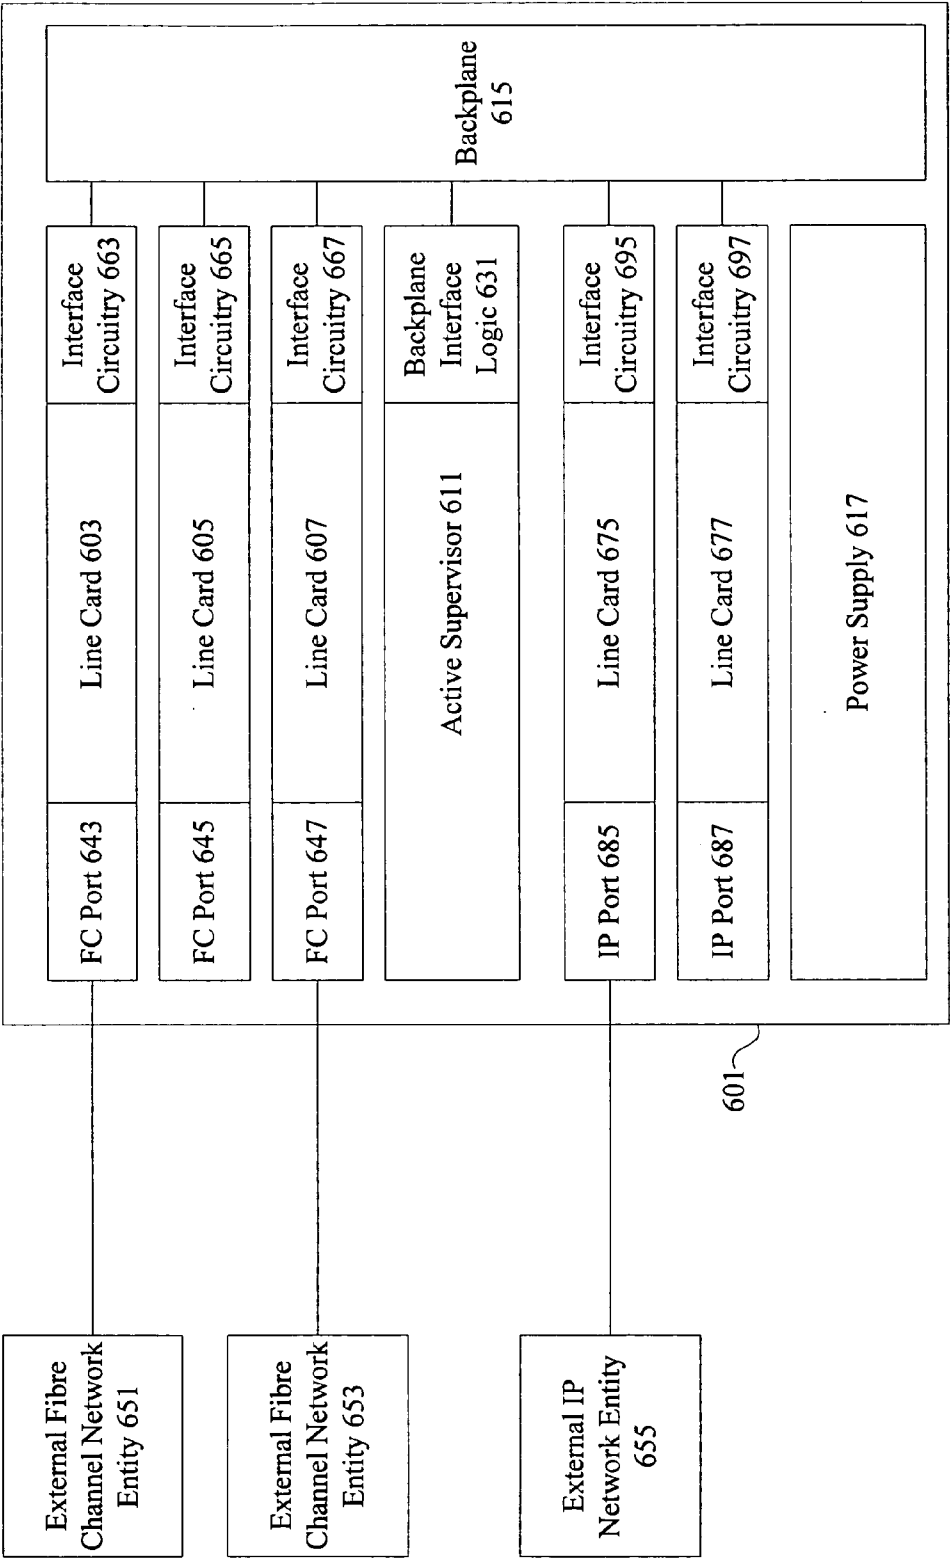 External Fibre
Channel Network
Entity 651
External Fibre
Channel Network
Entity 653
External IP
Network Entity
655
601
FC Port 643
Line Card 603
Interface
Circuitry 663
FC Port 645
Line Card 605
Interface
Circuitry 665
FC Port 647
Line Card 607
Interface
Circuitry 667
Active Supervisor 611
Backplane
Interface
Logic 631
IP Port 685
Line Card 675
Interface
Circuitry 695
IP Port 687
Line Card 677
Interface
Circuitry 697
Power Supply 617
Backplane
615